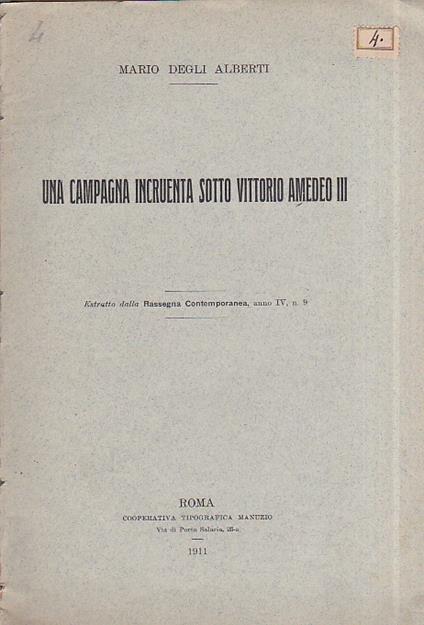 4
4.
MARIO DEGLI ALBERTI
UNA CAMPAGNA INCRUENTA SOTTO VITTORIO AMEDEO III
Estratto dalla Rassegna Contemporanea, anno IV, n. 9
ROMA
COOPERATIVA TIPOGRAFICA MANUZIO
Via di Porta Salaria,
1911